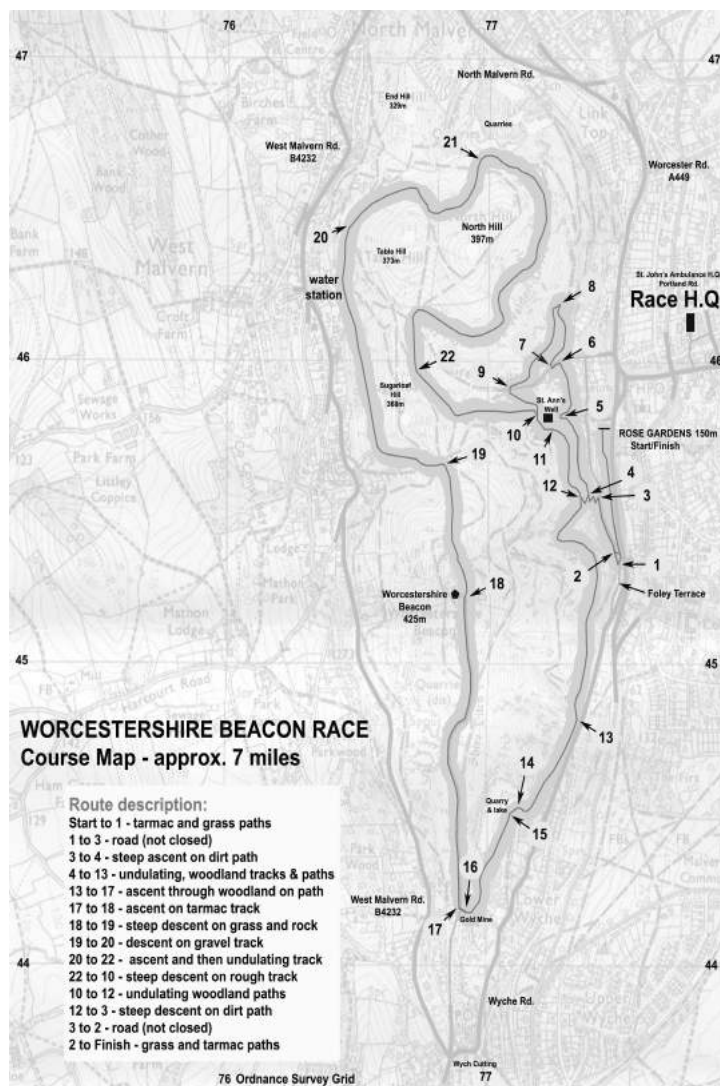 76
77
47
North Malvern
47
North Malvern Rd.
End Hill
329m
Quarries
Link
Top
West Malvern Rd.
B4232
21
Worcester Rd.
A449
20
North Hill
397m
Table Hill
373m
West
Malvern
water
station
8
St. John's Ambulance H.Q
Portland Rd.
Race H.Q
7
6
46
46
22
9
Sugarloaf
Hill
368m
St. Ann's
Well
5
10
11
ROSE GARDENS 150m
Start/Finish
Sewage
Works
156
123
Park Farm
Littley
Coppice
19
4
12
3
2
1
Foley Terrace
18
Worcestershire
Beacon
425m
Mathon
Park
Mathon
Lodge
45
45
Harcourt Road
WORCESTERSHIRE BEACON RACE
Course Map - approx. 7 miles
13
14
Quarry
& lake
15
129
Route description:
Start to 1 - tarmac and grass paths
1 to 3 - road (not closed)
3 to 4 - steep ascent on dirt path
4 to 13 - undulating, woodland tracks & paths
13 to 17 - ascent through woodland on path
17 to 18 - ascent on tarmac track
18 to 19 - steep descent on grass and rock
19 to 20 - descent on gravel track
20 to 22 - ascent and then undulating track
22 to 10 - steep descent on rough track
10 to 12 - undulating woodland paths
12 to 3 - steep descent on dirt path
3 to 2 - road (not closed)
2 to Finish - grass and tarmac paths
16
West Malvern Rd.
B4232
17
Gold Mine
Lower
Wyche
44
44
Wyche Rd.
Upper
Wyche
Wych Cutting
77
76 Ordnance Survey Grid